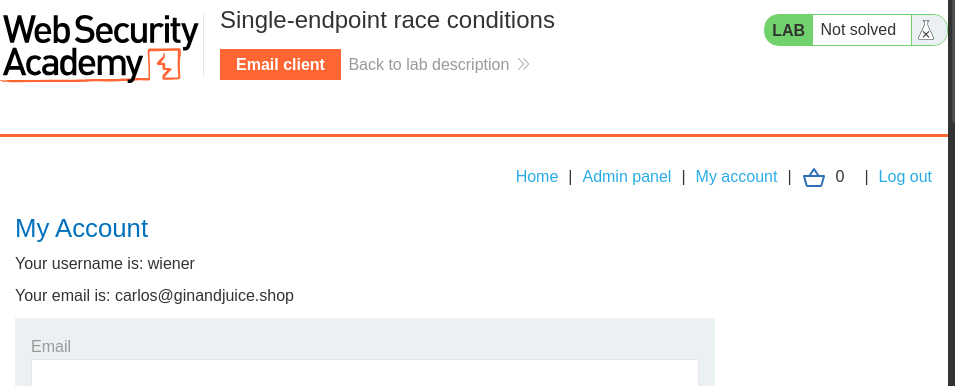 Web Security
Academy
Single-endpoint race conditions
Email client
Back to lab description
LAB
Not solved
Home | Admin panel | My account | 0 | Log out
My Account
Your username is: wiener
Your email is: carlos@ginandjuice.shop
Email